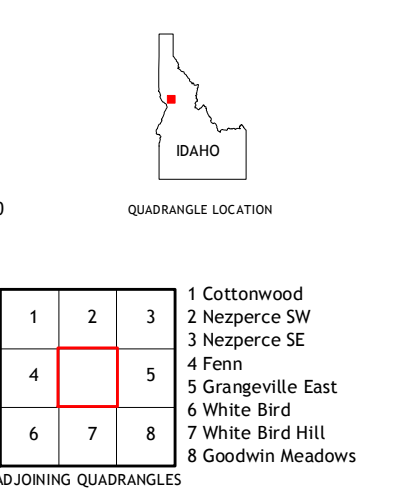 IDAHO
0
QUADRANGLE LOCATION
1 2 3
4 5
6 7 8
1 Cottonwood
2 Nezperce SW
3 Nezperce SE
4 Fenn
5 Grangeville East
6 White Bird
7 White Bird Hill
8 Goodwin Meadows
ADJOINING QUADRANGLES